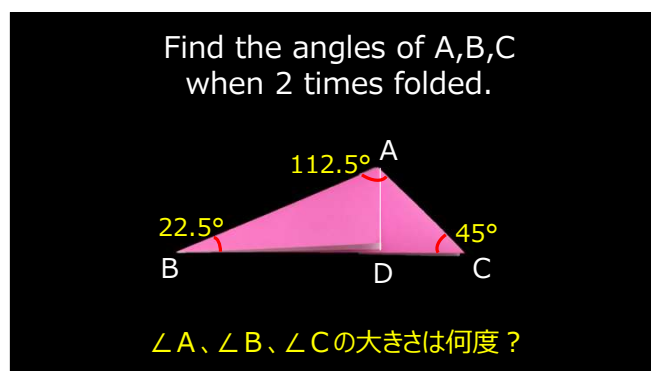 Find the angles of A,B,C
when 2 times folded.
A
112.5°
22.5°
45°
B
D
C
∠A、∠B、∠Cの大きさは何度？